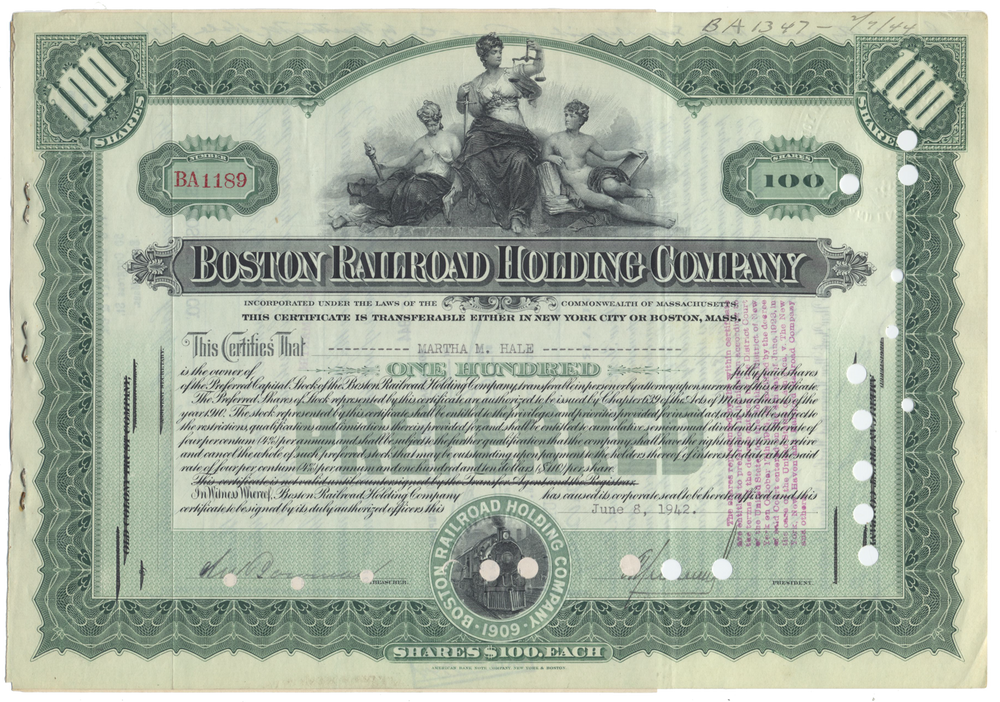 BA 1347 - 2/7/44
100
SHARES
100
SHARES
NUMBER
BA1189
SHARES
100
BOSTON RAILROAD HOLDING COMPANY
INCORPORATED UNDER THE LAWS OF THE COMMONWEALTH OF MASSACHUSETTS.
THIS CERTIFICATE IS TRANSFERABLE EITHER IN NEW YORK CITY OR BOSTON, MASS.
This Certifies That MARTHA M. HALE
is the owner of ONE HUNDRED fully paid shares
of the Preferred Capital Stock of the Boston Railroad Holding Company, transferable in person or by attorney upon surrender of this certificate.
The Preferred Shares of Stock represented by this certificate are authorized to be issued by Chapter 639 of the Acts of Massachusetts of the
year 1910. The stock represented by this certificate shall be entitled to the privileges and priorities provided for in said act and shall be subject to
the restrictions, qualifications and limitations therein provided for, and shall be entitled to cumulative semi-annual dividends at the rate of
four per centum (4%) per annum, and shall be subject to the further qualification that the company shall have the right at any time to retire
and cancel the whole of such preferred stock that may be outstanding upon payment to the holders thereof of interest due at the said
rate of four per centum (4%) per annum and one hundred and ten dollars ($110) per share.
This certificate is not valid until countersigned by the Transfer Agent and the Registrar.
In Witness Whereof, Boston Railroad Holding Company has caused its corporate seal to be hereto affixed and this
certificate to be signed by its duly authorized officers this June 8, 1942.
TREASURER.
PRESIDENT.
BOSTON RAILROAD HOLDING COMPANY
1909
SHARES $100. EACH
AMERICAN BANK NOTE COMPANY, NEW YORK & BOSTON.